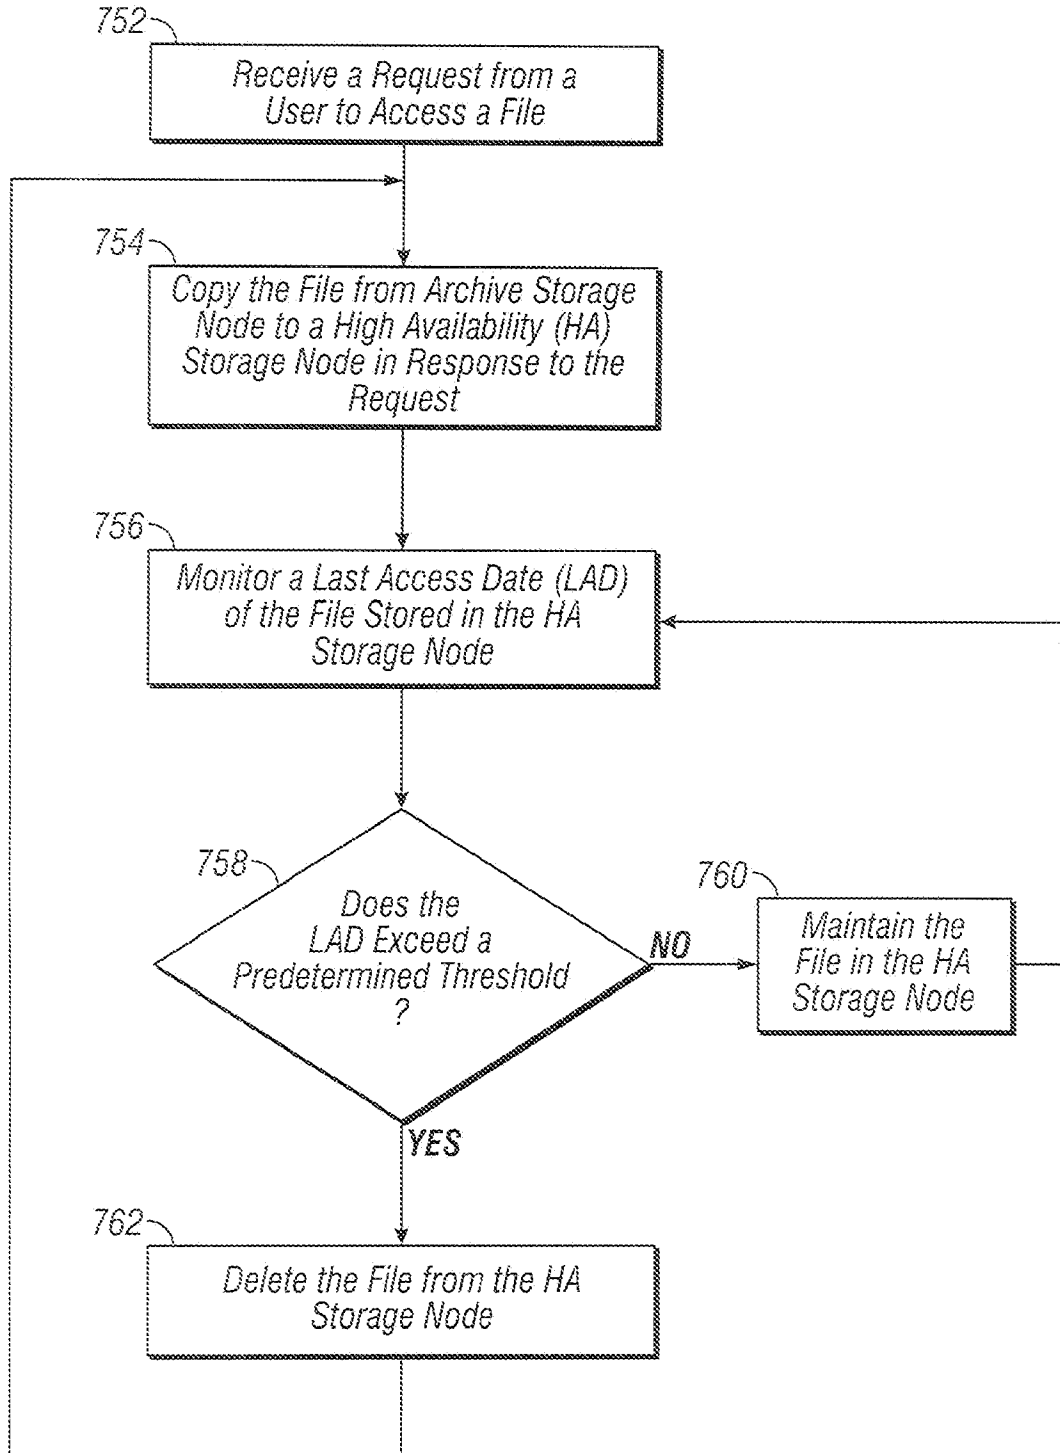 752
Receive a Request from a
User to Access a File
754
Copy the File from Archive Storage
Node to a High Availability (HA)
Storage Node in Response to the
Request
756
Monitor a Last Access Date (LAD)
of the File Stored in the HA
Storage Node
758
Does the
LAD Exceed a
Predetermined Threshold
?
NO
760
Maintain the
File in the HA
Storage Node
YES
762
Delete the File from the HA
Storage Node